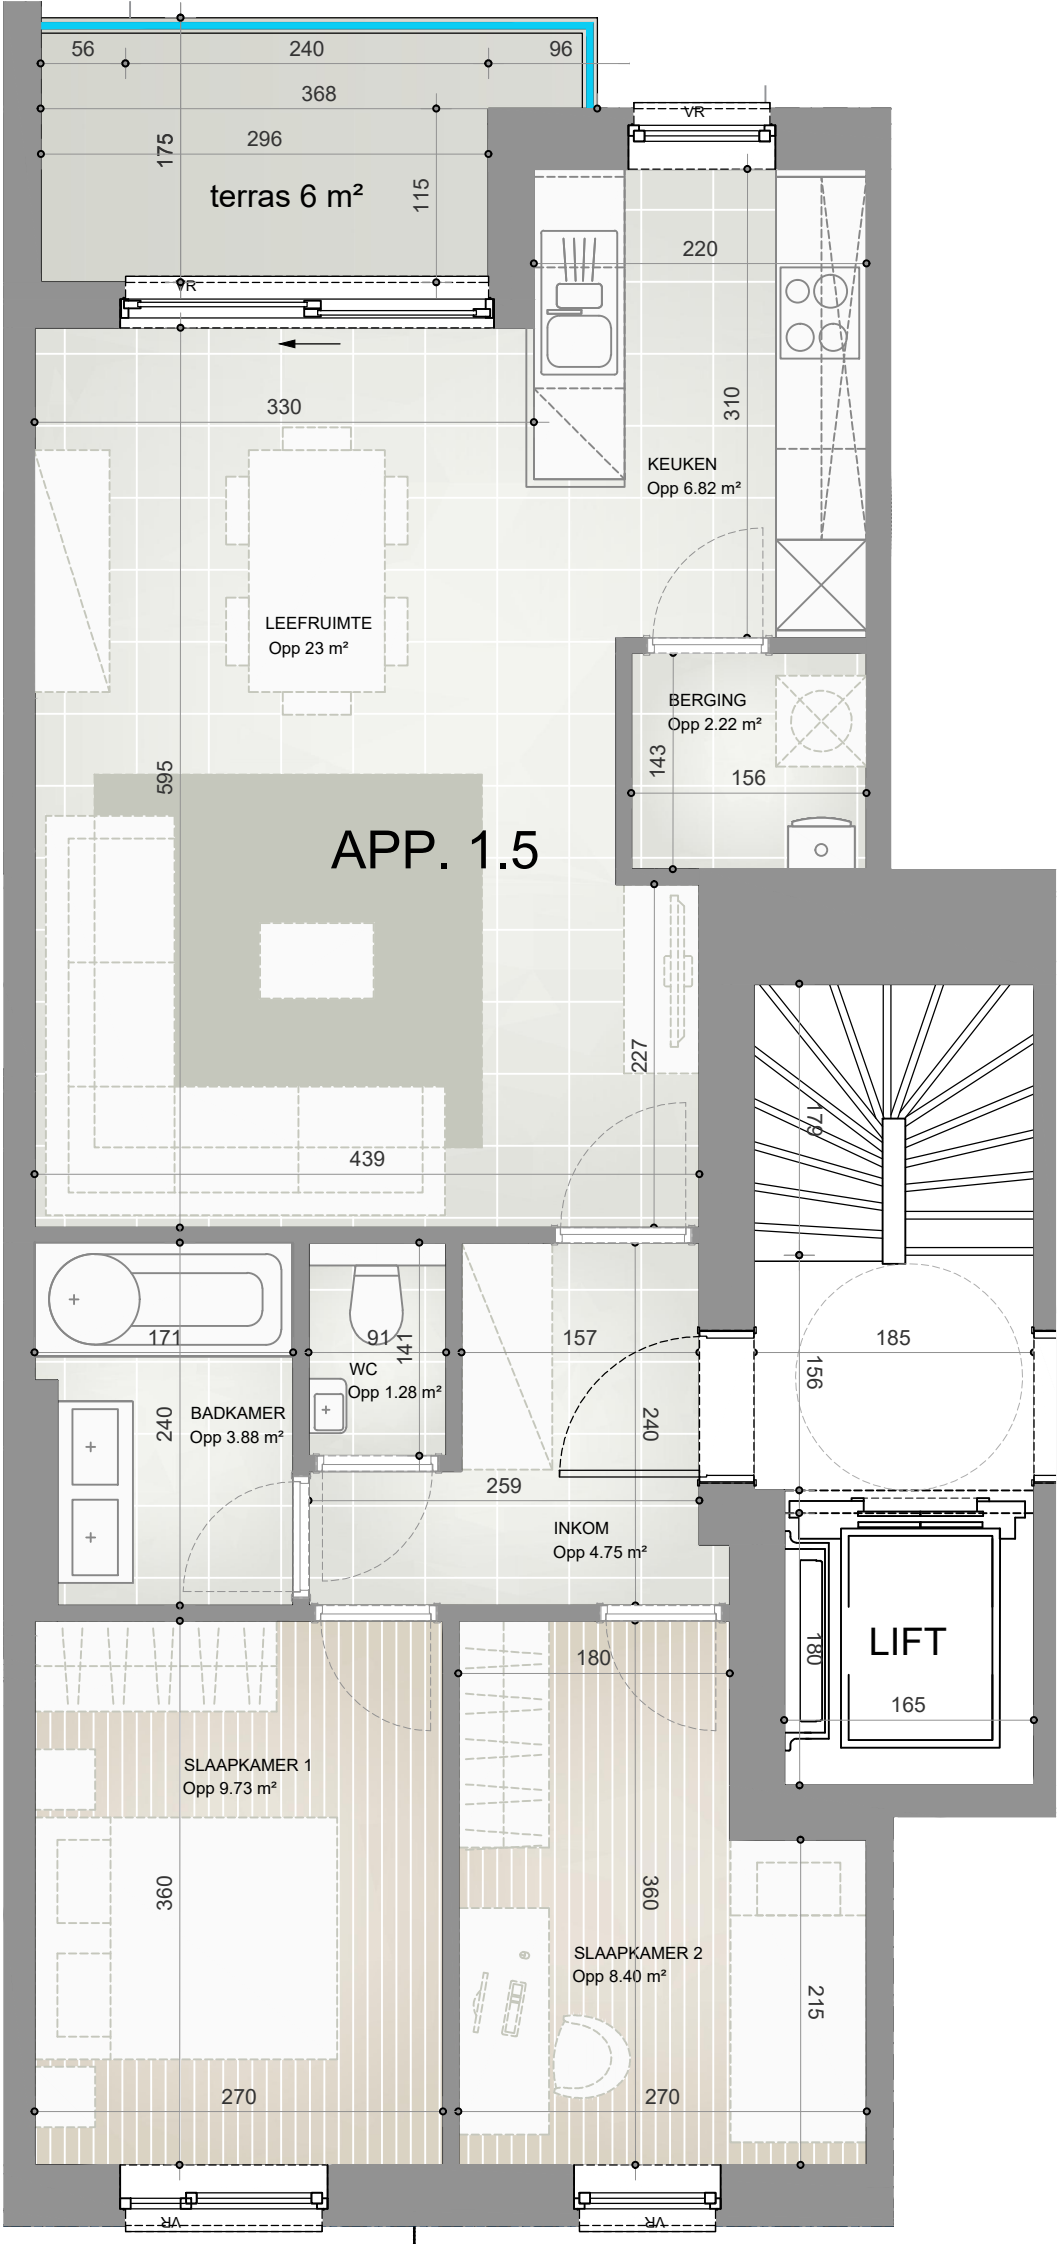 56 240 96
368
VR
175
296
terras 6 m²
115
VR
220
330
310
KEUKEN
Opp 6.82 m²
LEEFRUIMTE
Opp 23 m²
BERGING
Opp 2.22 m²
143
156
595
APP. 1.5
227
179
439
171
91
141
157
185
WC
Opp 1.28 m²
156
BADKAMER
Opp 3.88 m²
240
240
259
INKOM
Opp 4.75 m²
180
180
LIFT
165
SLAAPKAMER 1
Opp 9.73 m²
360
360
SLAAPKAMER 2
Opp 8.40 m²
215
270
270
VR
VR